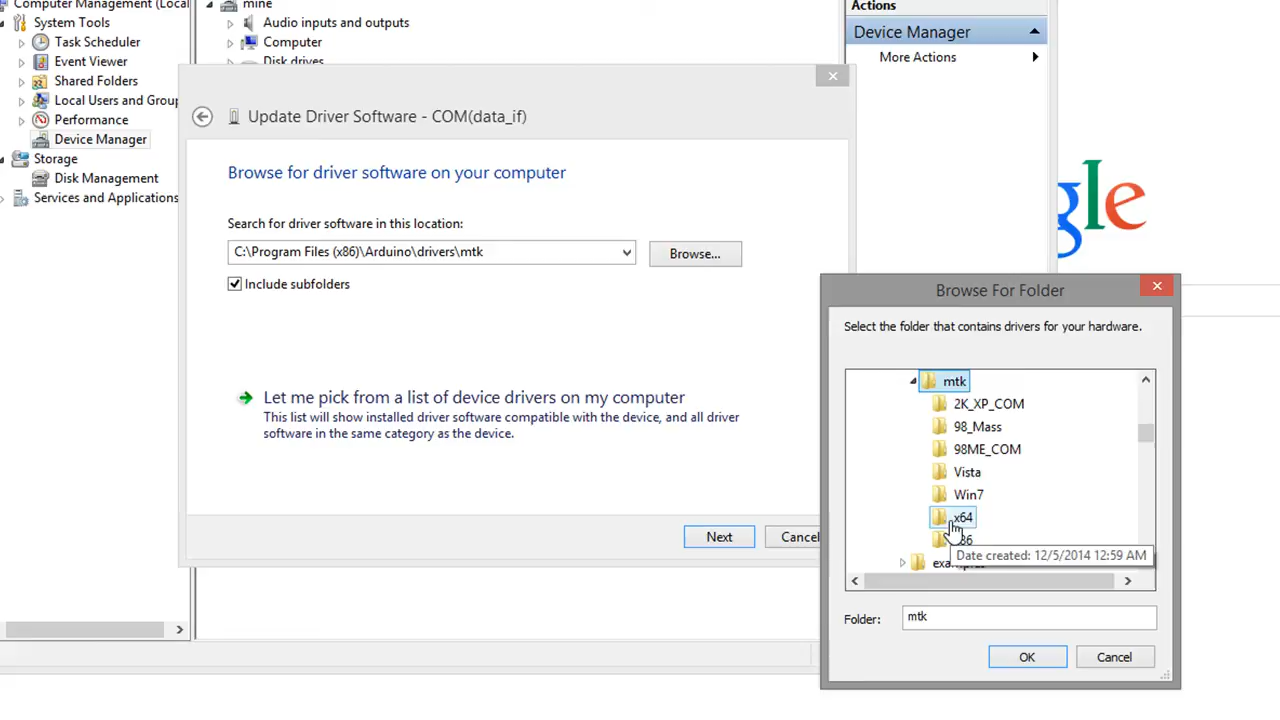 Computer Management (Local
System Tools
Task Scheduler
Event Viewer
Shared Folders
Local Users and Group
Performance
Device Manager
Storage
Disk Management
Services and Applications
mine
Audio inputs and outputs
Computer
Disk drives
Actions
Device Manager
More Actions
gle
Update Driver Software - COM(data_if)
Browse for driver software on your computer
Search for driver software in this location:
C:\Program Files (x86)\Arduino\drivers\mtk
Browse...
Include subfolders
Let me pick from a list of device drivers on my computer
This list will show installed driver software compatible with the device, and all driver
software in the same category as the device.
Next
Cancel
Browse For Folder
Select the folder that contains drivers for your hardware.
mtk
2K_XP_COM
98_Mass
98ME_COM
Vista
Win7
x64
Date created: 12/5/2014 12:59 AM
Folder:
mtk
OK
Cancel